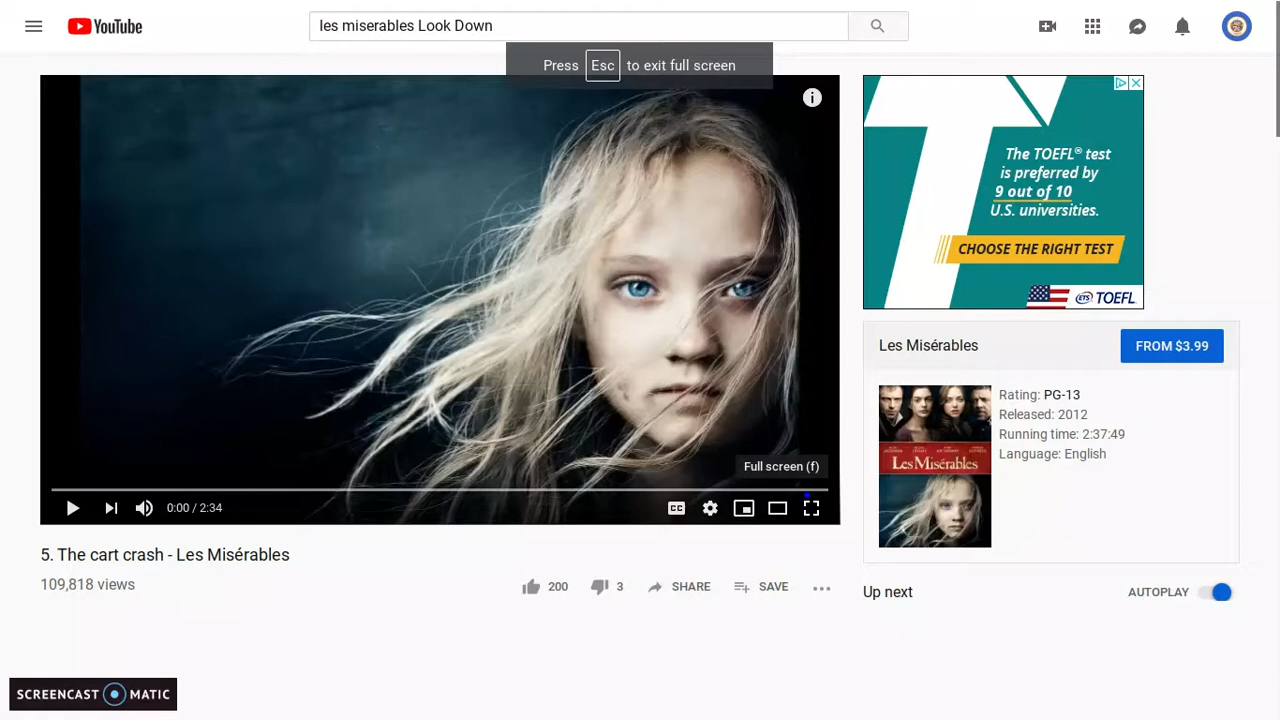 YouTube
les miserables Look Down
Press Esc to exit full screen
i
The TOEFL® test
is preferred by
9 out of 10
U.S. universities.
CHOOSE THE RIGHT TEST
ETS TOEFL
Les Misérables
FROM $3.99
Les Misérables
Rating: PG-13
Released: 2012
Running time: 2:37:49
Language: English
Full screen (f)
0:00 / 2:34
CC
5. The cart crash - Les Misérables
109,818 views
200
3
SHARE
SAVE
Up next
AUTOPLAY
SCREENCAST MATIC